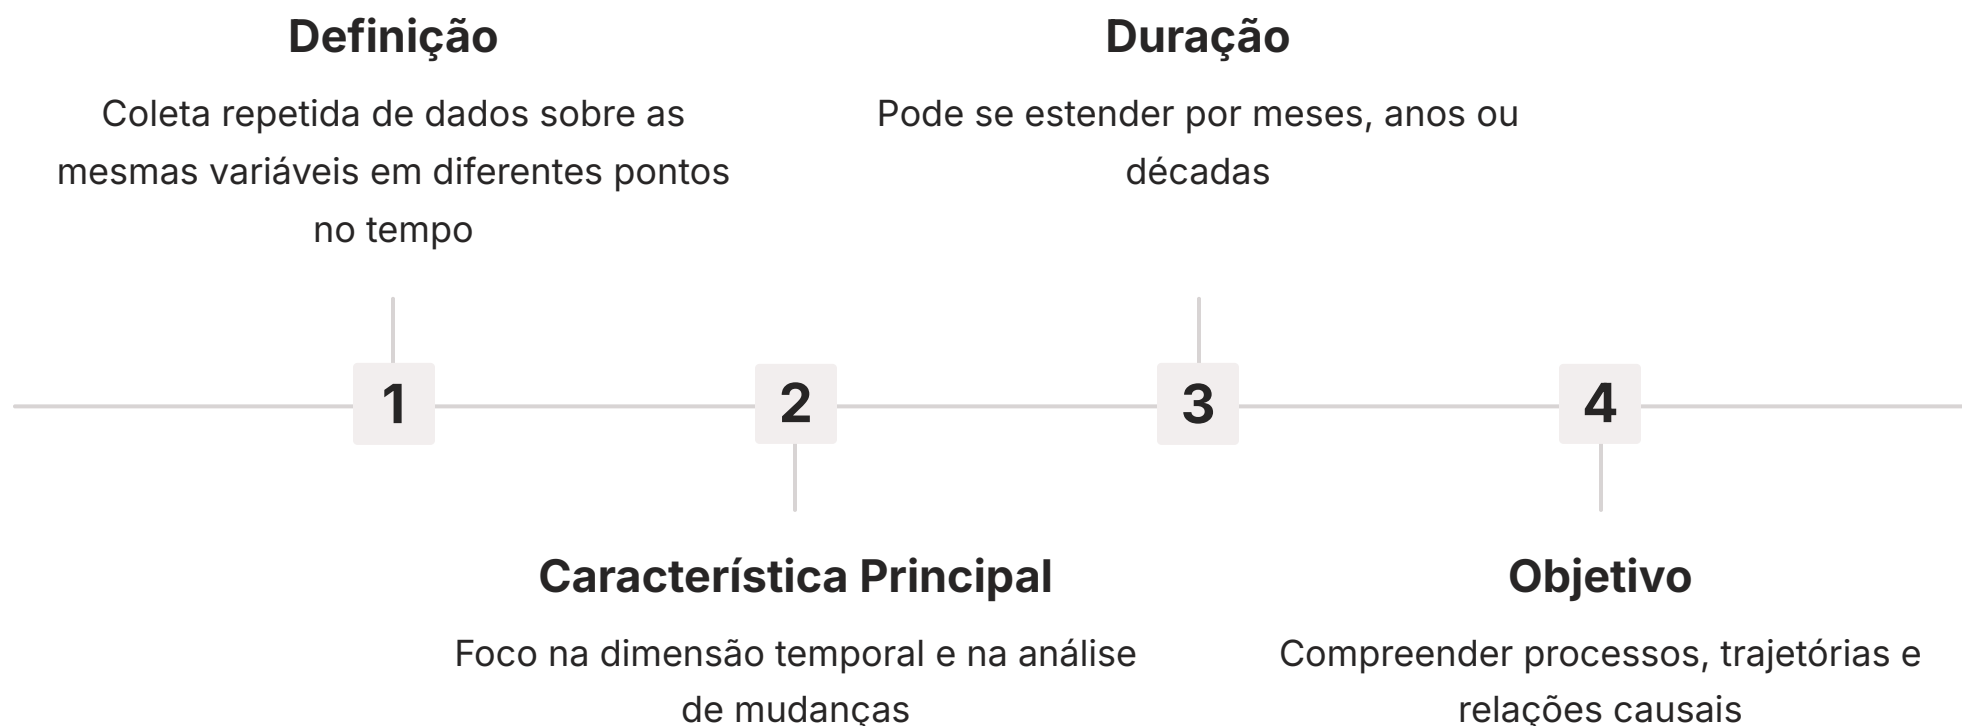 Definição
Coleta repetida de dados sobre as
mesmas variáveis em diferentes pontos
no tempo
Duração
Pode se estender por meses, anos ou
décadas
1
2
3
4
Característica Principal
Foco na dimensão temporal e na análise
de mudanças
Objetivo
Compreender processos, trajetórias e
relações causais